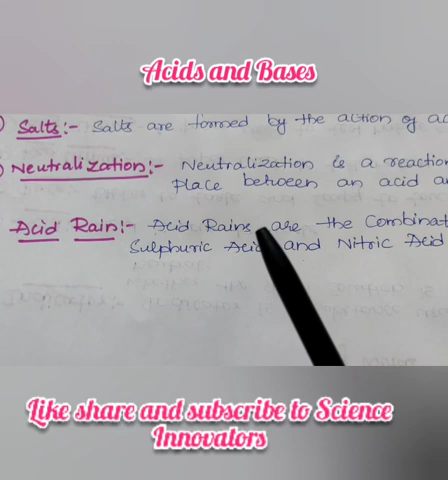 Acids and Bases
Salts:- Salts are formed by the action of ac
Neutralization:- Neutralization is a reaction
Place between an acid a
Acid Rain:- Acid Rains are the Combinat
Sulphuric Acid and Nitric Acid
Like share and subscribe to Science
Innovators